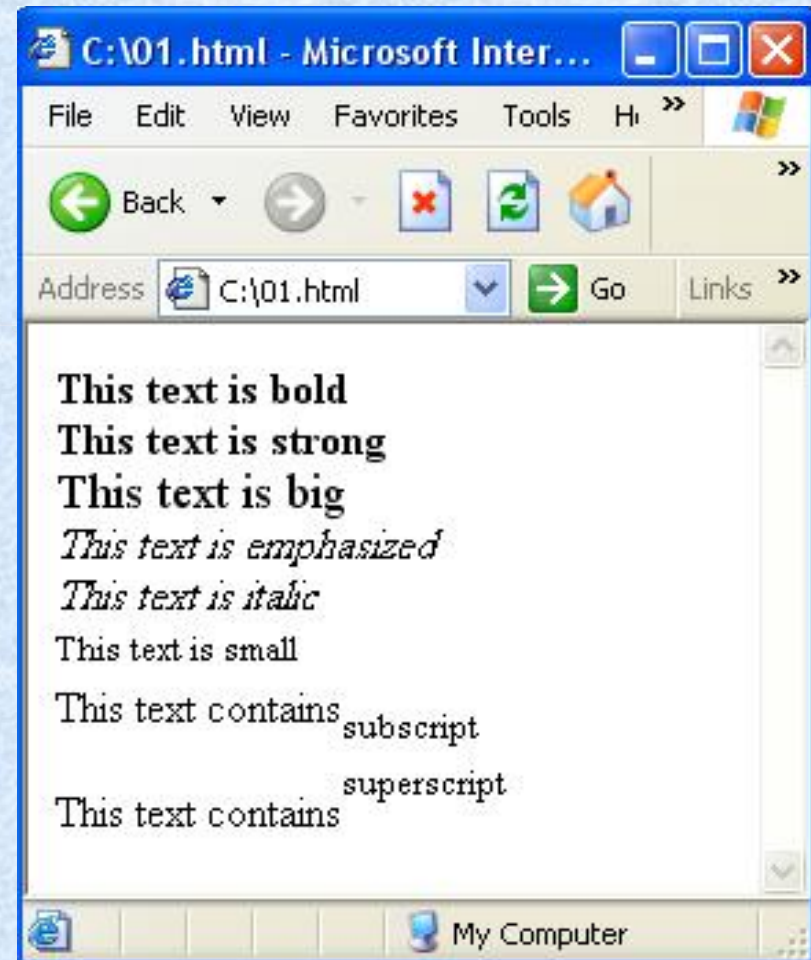 C:\01.html - Microsoft Inter...
File Edit View Favorites Tools »
Back »
Address C:\01.html Go Links »
This text is bold
This text is strong
This text is big
This text is emphasized
This text is italic
This text is small
This text contains subscript
This text contains superscript
My Computer